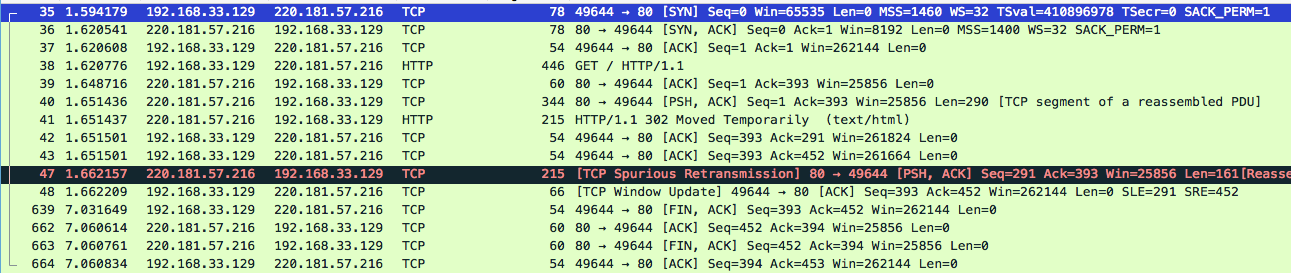 35 1.594179 192.168.33.129 220.181.57.216 TCP 78 49644 → 80 [SYN] Seq=0 Win=65535 Len=0 MSS=1460 WS=32 TSval=410896978 TSecr=0 SACK_PERM=1
36 1.620541 220.181.57.216 192.168.33.129 TCP 78 80 → 49644 [SYN, ACK] Seq=0 Ack=1 Win=8192 Len=0 MSS=1400 WS=32 SACK_PERM=1
37 1.620608 192.168.33.129 220.181.57.216 TCP 54 49644 → 80 [ACK] Seq=1 Ack=1 Win=262144 Len=0
38 1.620776 192.168.33.129 220.181.57.216 HTTP 446 GET / HTTP/1.1
39 1.648716 220.181.57.216 192.168.33.129 TCP 60 80 → 49644 [ACK] Seq=1 Ack=393 Win=25856 Len=0
40 1.651436 220.181.57.216 192.168.33.129 TCP 344 80 → 49644 [PSH, ACK] Seq=1 Ack=393 Win=25856 Len=290 [TCP segment of a reassembled PDU]
41 1.651437 220.181.57.216 192.168.33.129 HTTP 215 HTTP/1.1 302 Moved Temporarily (text/html)
42 1.651501 192.168.33.129 220.181.57.216 TCP 54 49644 → 80 [ACK] Seq=393 Ack=291 Win=261824 Len=0
43 1.651501 192.168.33.129 220.181.57.216 TCP 54 49644 → 80 [ACK] Seq=393 Ack=452 Win=261664 Len=0
47 1.662157 220.181.57.216 192.168.33.129 TCP 215 [TCP Spurious Retransmission] 80 → 49644 [PSH, ACK] Seq=291 Ack=393 Win=25856 Len=161[Reasse
48 1.662209 192.168.33.129 220.181.57.216 TCP 66 [TCP Window Update] 49644 → 80 [ACK] Seq=393 Ack=452 Win=262144 Len=0 SLE=291 SRE=452
639 7.031649 192.168.33.129 220.181.57.216 TCP 54 49644 → 80 [FIN, ACK] Seq=393 Ack=452 Win=262144 Len=0
662 7.060614 220.181.57.216 192.168.33.129 TCP 60 80 → 49644 [ACK] Seq=452 Ack=394 Win=25856 Len=0
663 7.060761 220.181.57.216 192.168.33.129 TCP 60 80 → 49644 [FIN, ACK] Seq=452 Ack=394 Win=25856 Len=0
664 7.060834 192.168.33.129 220.181.57.216 TCP 54 49644 → 80 [ACK] Seq=394 Ack=453 Win=262144 Len=0